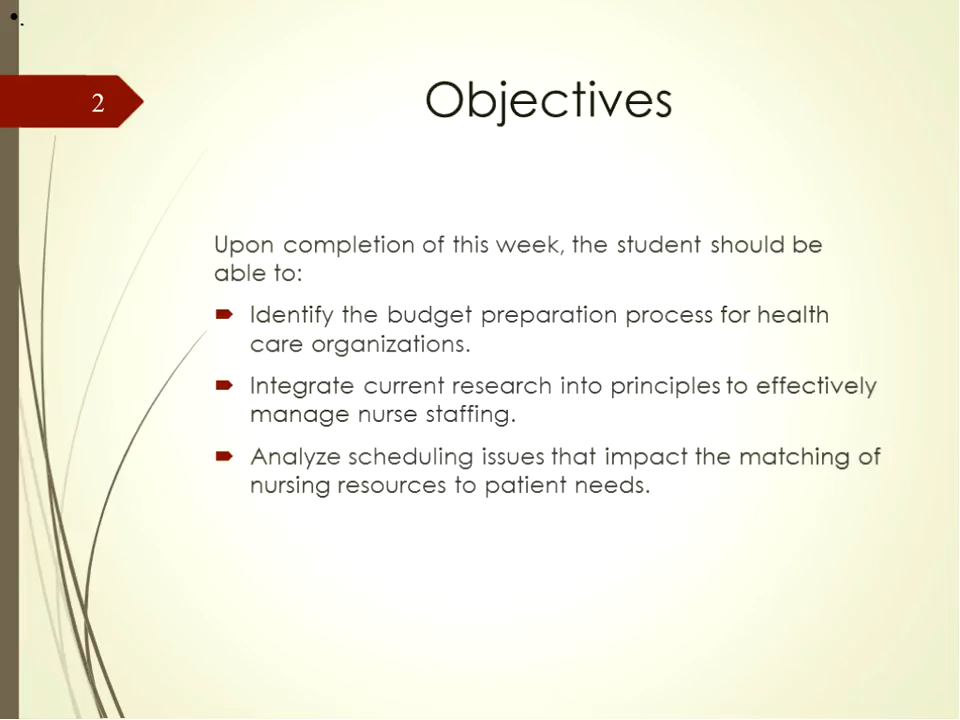 •.
2
Objectives
Upon completion of this week, the student should be
able to:
Identify the budget preparation process for health
care organizations.
Integrate current research into principles to effectively
manage nurse staffing.
Analyze scheduling issues that impact the matching of
nursing resources to patient needs.